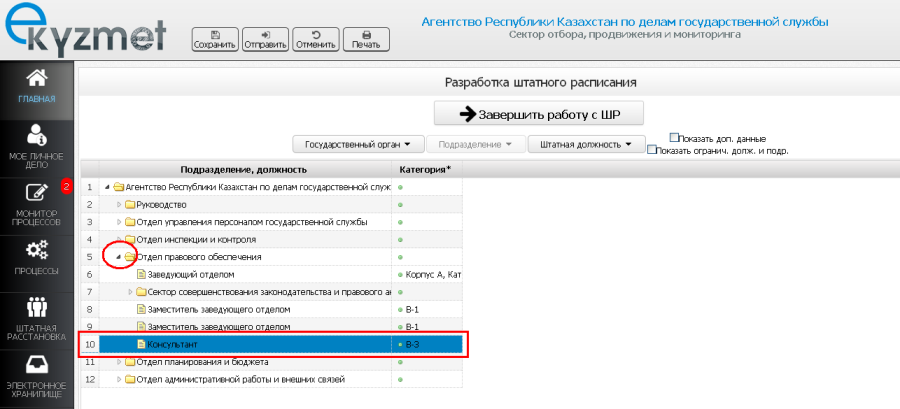 ekyzmet
Сохранить Отправить Отменить Печать
Агентство Республики Казахстан по делам государственной службы
Сектор отбора, продвижения и мониторинга
ГЛАВНАЯ
МОЕ ЛИЧНОЕ
ДЕЛО
2
МОНИТОР
ПРОЦЕССОВ
ПРОЦЕССЫ
ШТАТНАЯ
РАССТАНОВКА
ЭЛЕКТРОННОЕ
ХРАНИЛИЩЕ
Разработка штатного расписания
Завершить работу с ШР
Государственный орган Подразделение Штатная должность
Показать доп. данные
Показать огранич. долж. и подр.
Подразделение, должность Категория*
1 Агентство Республики Казахстан по делам государственной служ
2 Руководство
3 Отдел управления персоналом государственной службы
4 Отдел инспекции и контроля
5 Отдел правового обеспечения
6 Заведующий отделом Корпус А, Кат
7 Сектор совершенствования законодательства и правового а
8 Заместитель заведующего отделом В-1
9 Заместитель заведующего отделом В-1
10 Консультант В-3
11 Отдел планирования и бюджета
12 Отдел административной работы и внешних связей